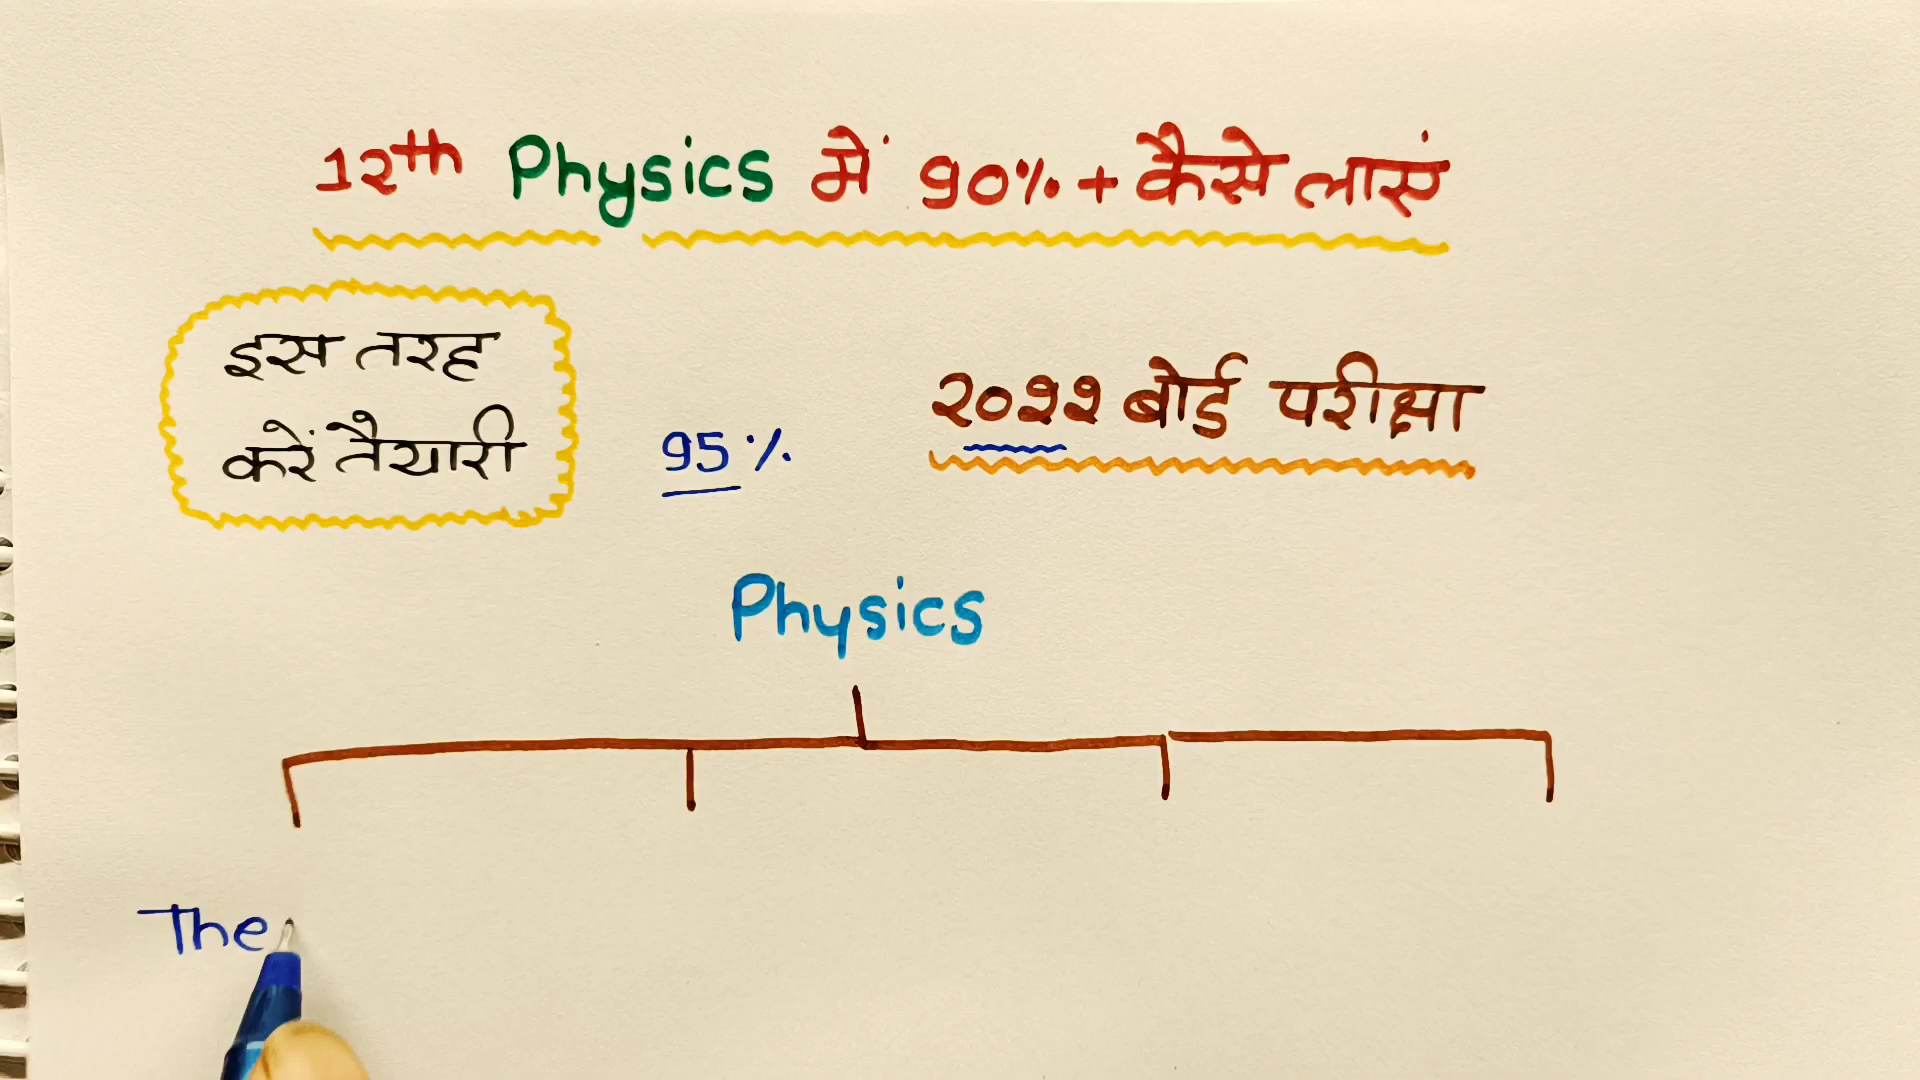 12th Physics में 90% + कैसे लाएं
इस तरह
करें तैयारी
95%
2022 बोर्ड परीक्षा
Physics
The